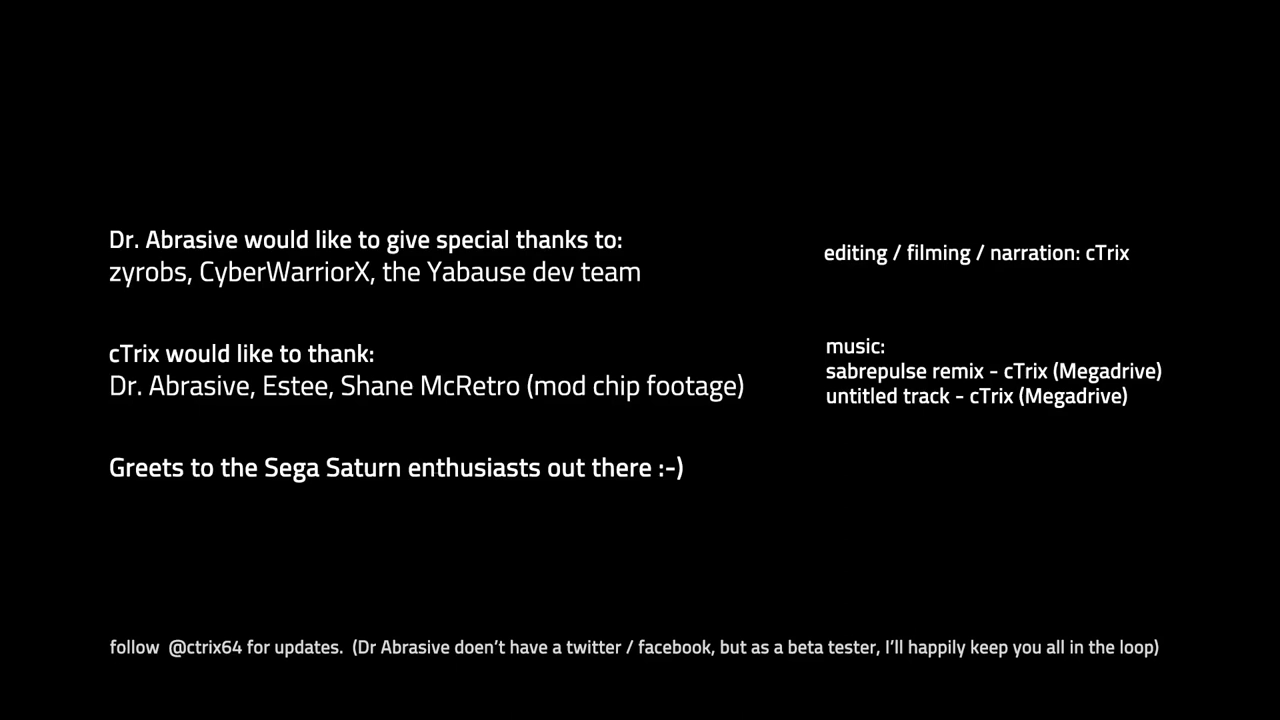 Dr. Abrasive would like to give special thanks to:
zyrobs, CyberWarriorX, the Yabause dev team
cTrix would like to thank:
Dr. Abrasive, Estee, Shane McRetro (mod chip footage)
Greets to the Sega Saturn enthusiasts out there :-)
editing / filming / narration: cTrix
music:
sabrepulse remix - cTrix (Megadrive)
untitled track - cTrix (Megadrive)
follow  @ctrix64 for updates.  (Dr Abrasive doen't have a twitter / facebook, but as a beta tester, I'll happily keep you all in the loop)